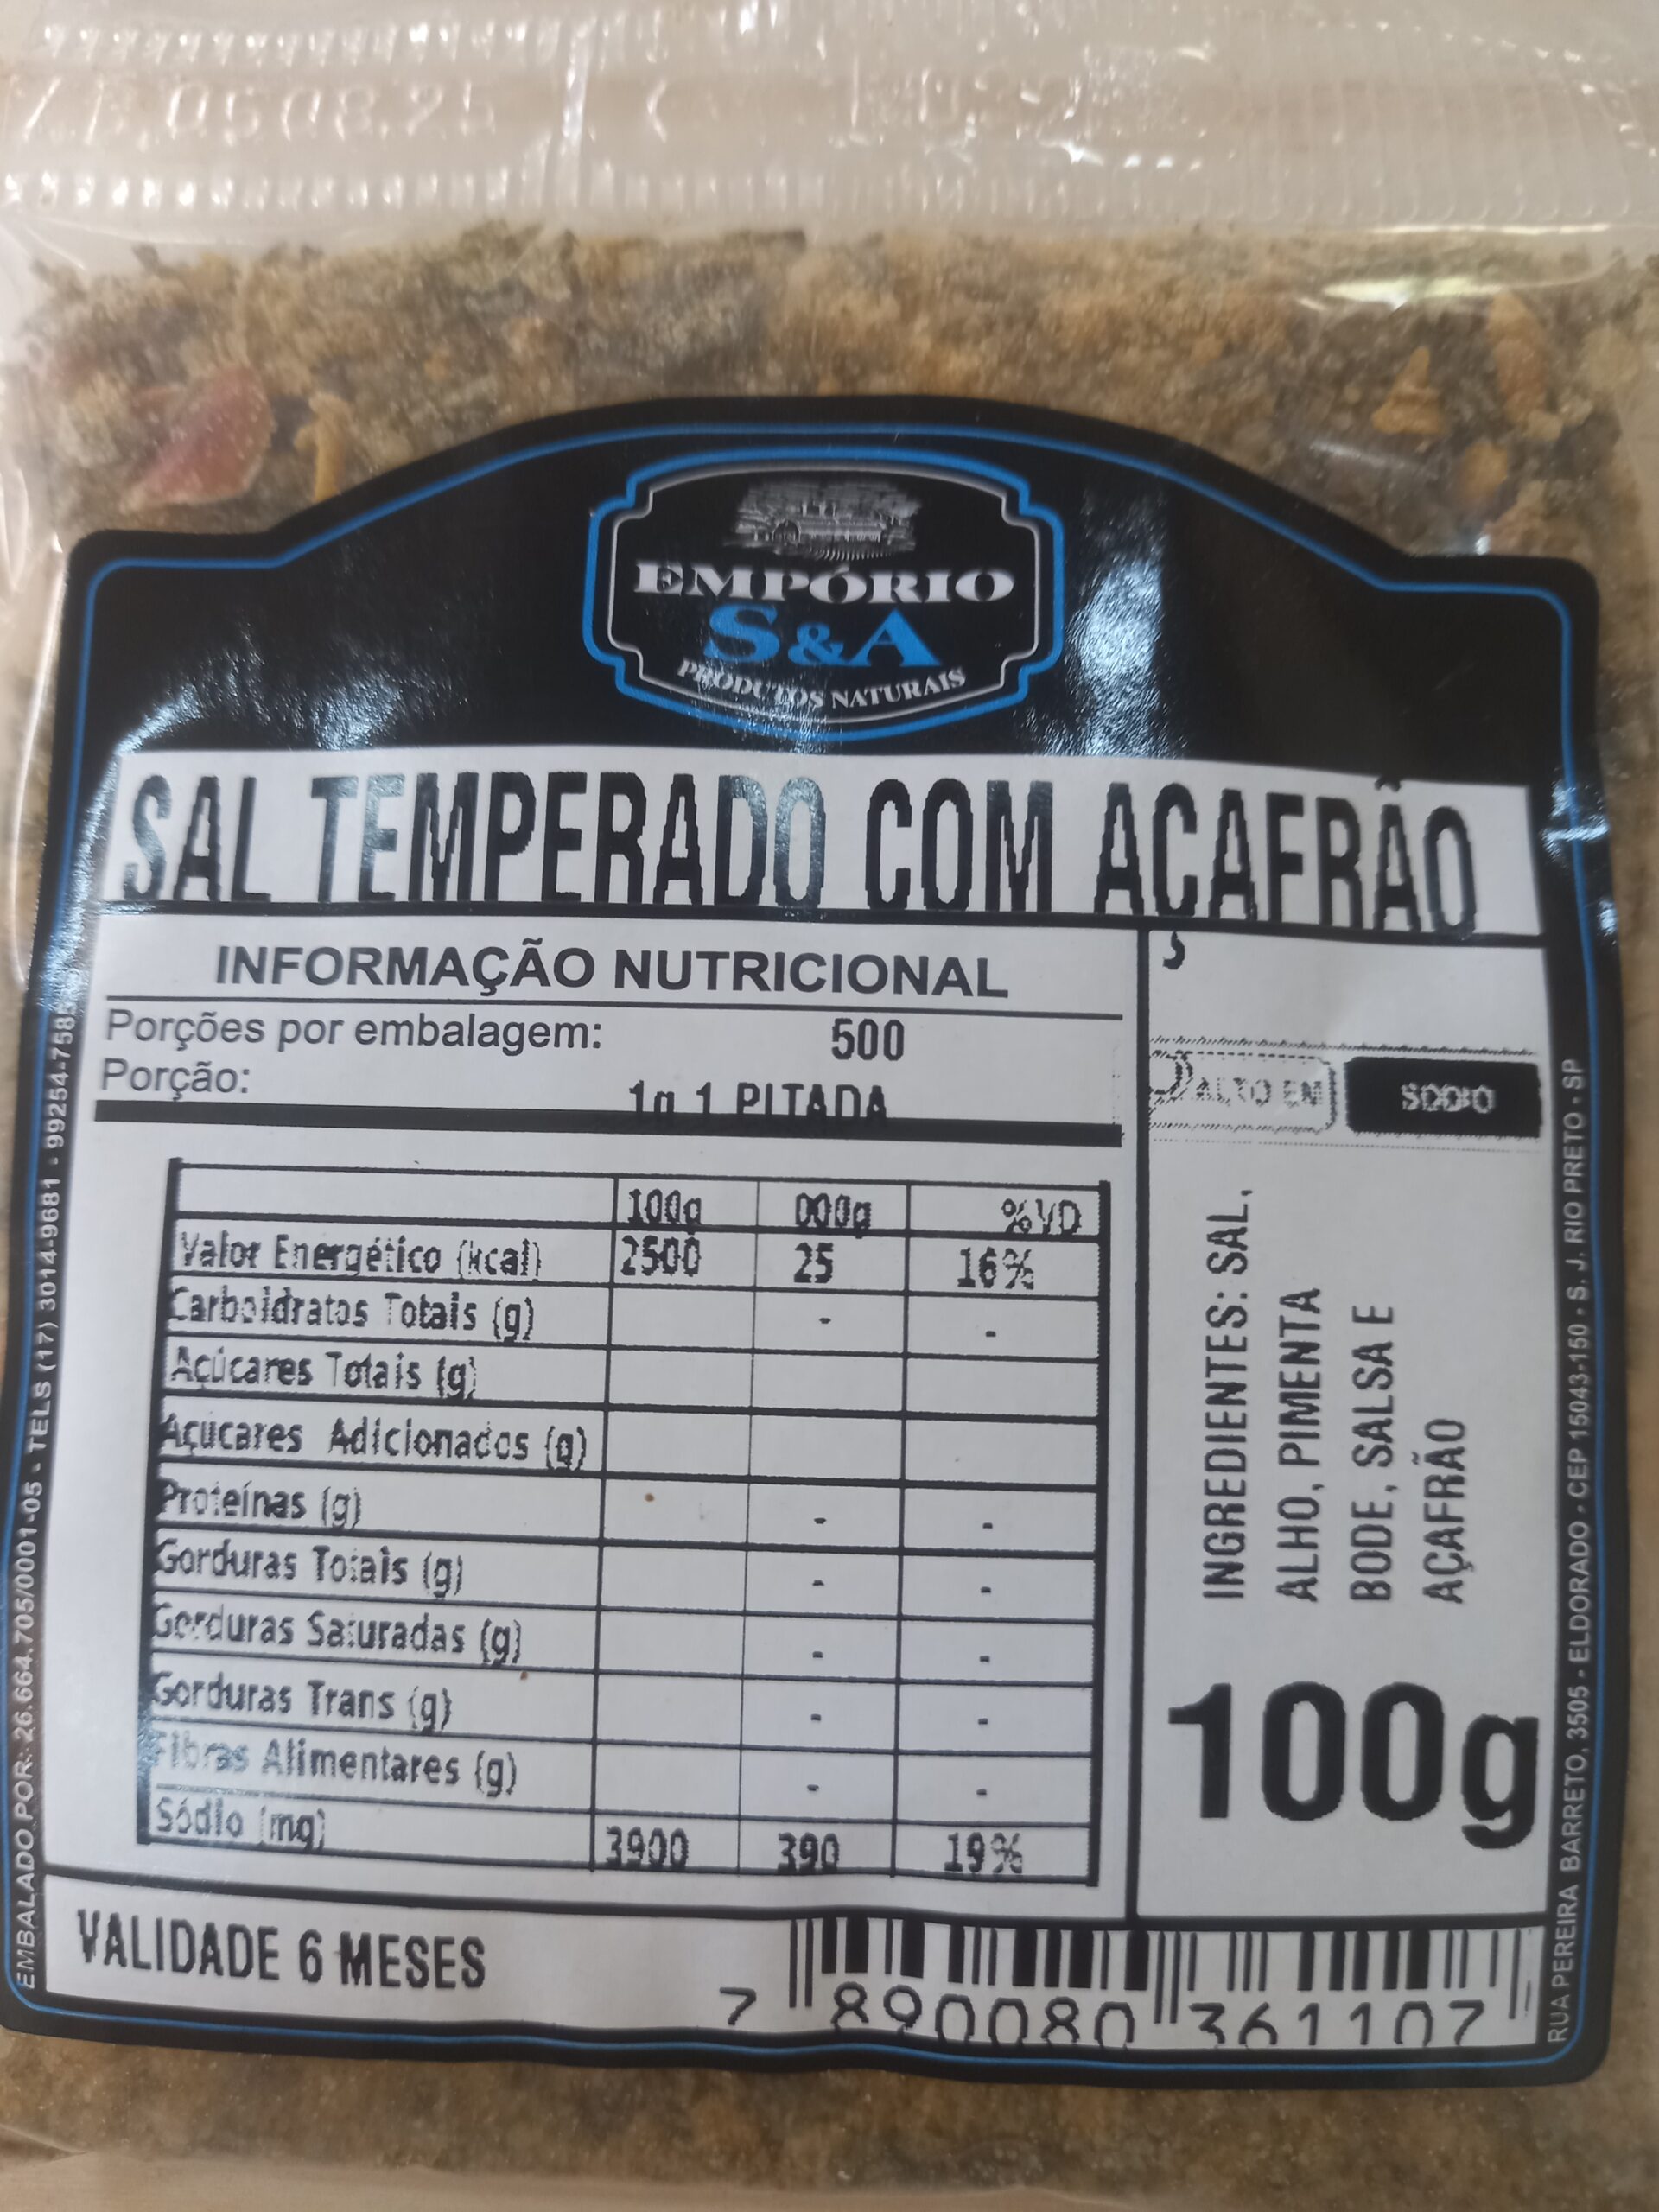 050825
EMPÓRIO
S&A
PRODUTOS NATURAIS
SAL TEMPERADO COM AÇAFRÃO
INFORMAÇÃO NUTRICIONAL
Porções por embalagem: 500
Porção: 1g 1 PITADA
100g 000g %VD
Valor Energético (kcal) 2500 25 16%
Carboidratos Totais (g) - -
Açúcares Totais (g)
Açúcares Adicionados (g)
Proteínas (g) - -
Gorduras Totais (g) - -
Gorduras Saturadas (g) - -
Gorduras Trans (g) - -
Fibras Alimentares (g) - -
Sódio (mg) 3900 390 19%
ALTO EM SÓDIO
INGREDIENTES: SAL,
ALHO, PIMENTA
BODE, SALSA E
AÇAFRÃO
100g
VALIDADE 6 MESES
7 890080 361107
EMBALADO POR: 26.664.705/0001-05 - TELS (17) 3014-9681 - 99254-758
RUA PEREIRA BARRETO, 3505 - ELDORADO - CEP 15043-150 - S. J. RIO PRETO - SP